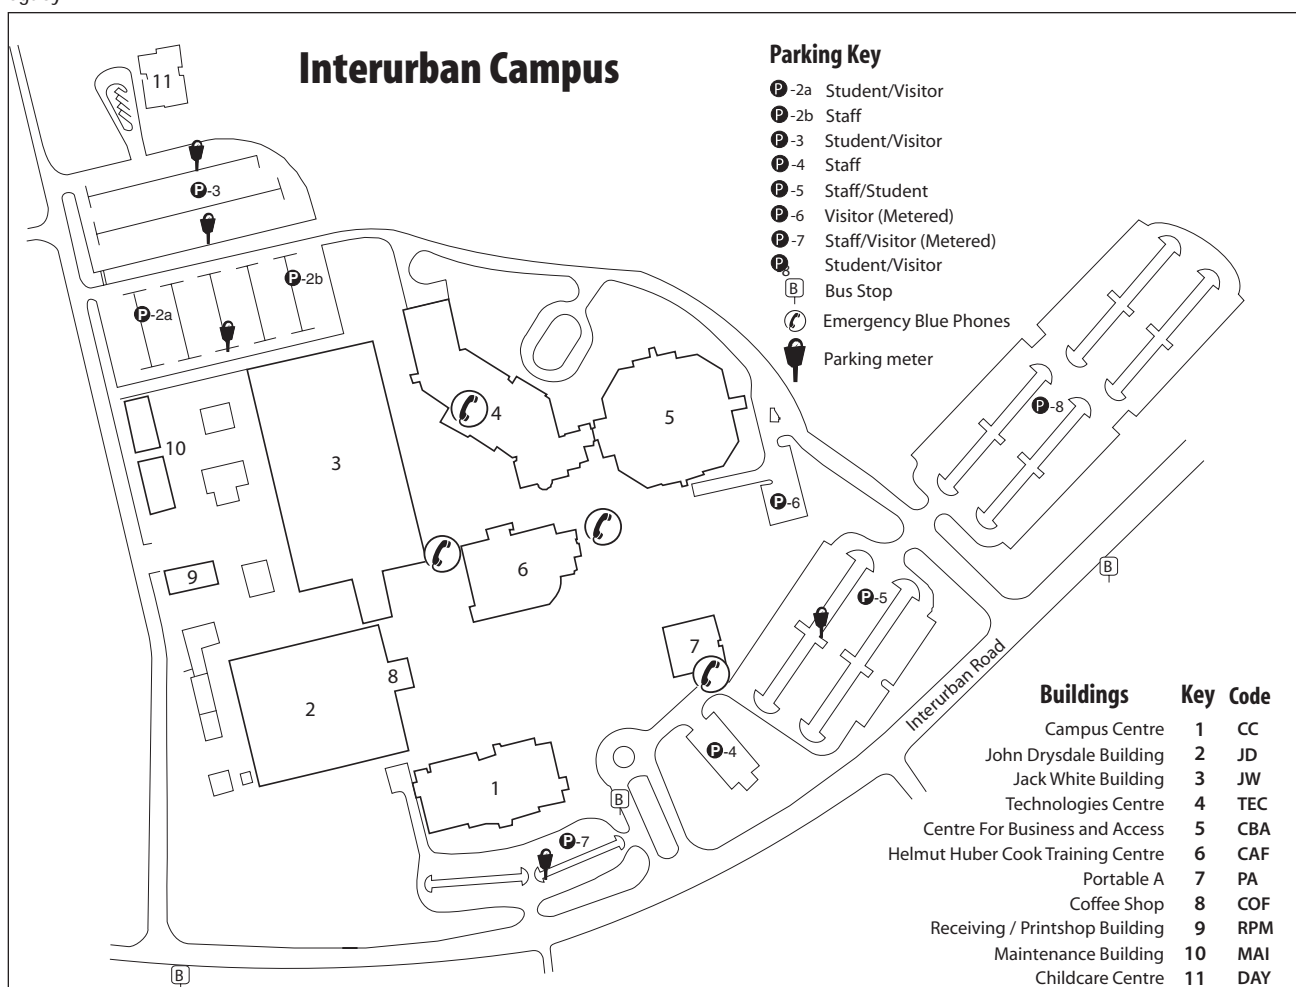 Interurban Campus
Parking Key
P-2a Student/Visitor
P-2b Staff
P-3 Student/Visitor
P-4 Staff
P-5 Staff/Student
P-6 Visitor (Metered)
P-7 Staff/Visitor (Metered)
P8 Student/Visitor
B Bus Stop
Emergency Blue Phones
Parking meter
11
P-3
P-2b
P-2a
4
5
P-8
3
10
P-6
B
6
9
P-5
7
8
2
Interurban Road
P-4
1
B
P-7
B
Buildings Key Code
Campus Centre 1 CC
John Drysdale Building 2 JD
Jack White Building 3 JW
Technologies Centre 4 TEC
Centre For Business and Access 5 CBA
Helmut Huber Cook Training Centre 6 CAF
Portable A 7 PA
Coffee Shop 8 COF
Receiving / Printshop Building 9 RPM
Maintenance Building 10 MAI
Childcare Centre 11 DAY